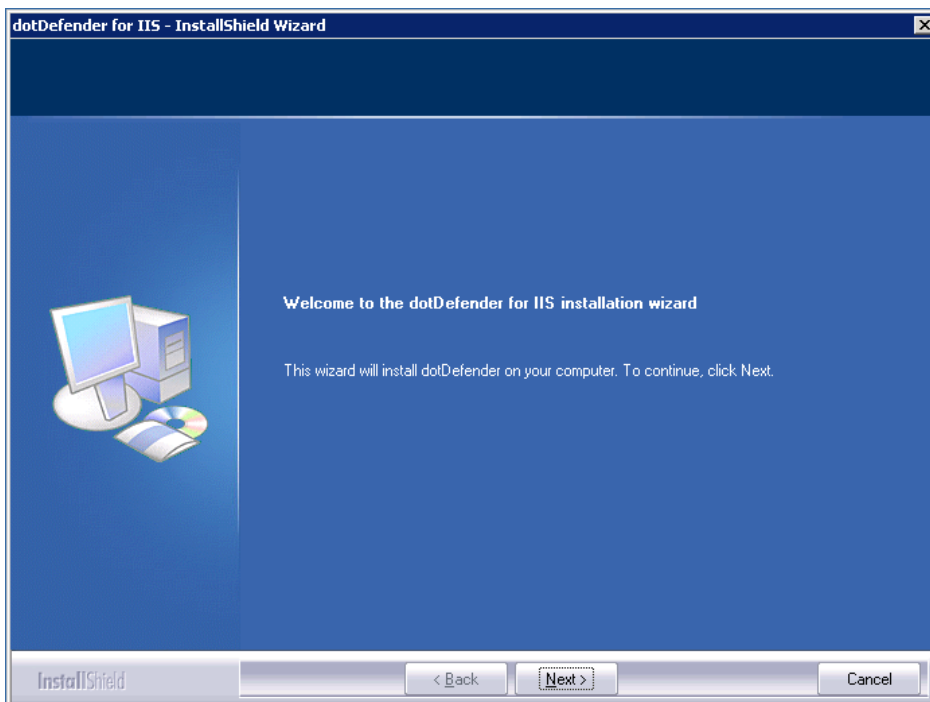 dotDefender for IIS - InstallShield Wizard
Welcome to the dotDefender for IIS installation wizard
This wizard will install dotDefender on your computer. To continue, click Next.
InstallShield
< Back
Next >
Cancel